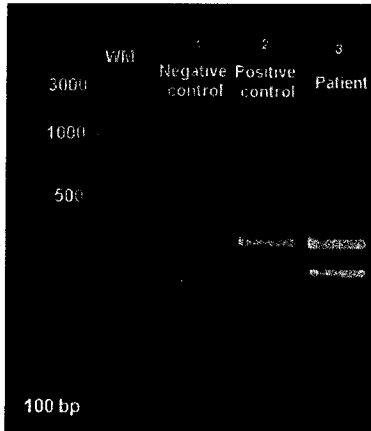 WM
1
Negative
control
2
Positive
control
3
Patient
3000
1000
500
100 bp